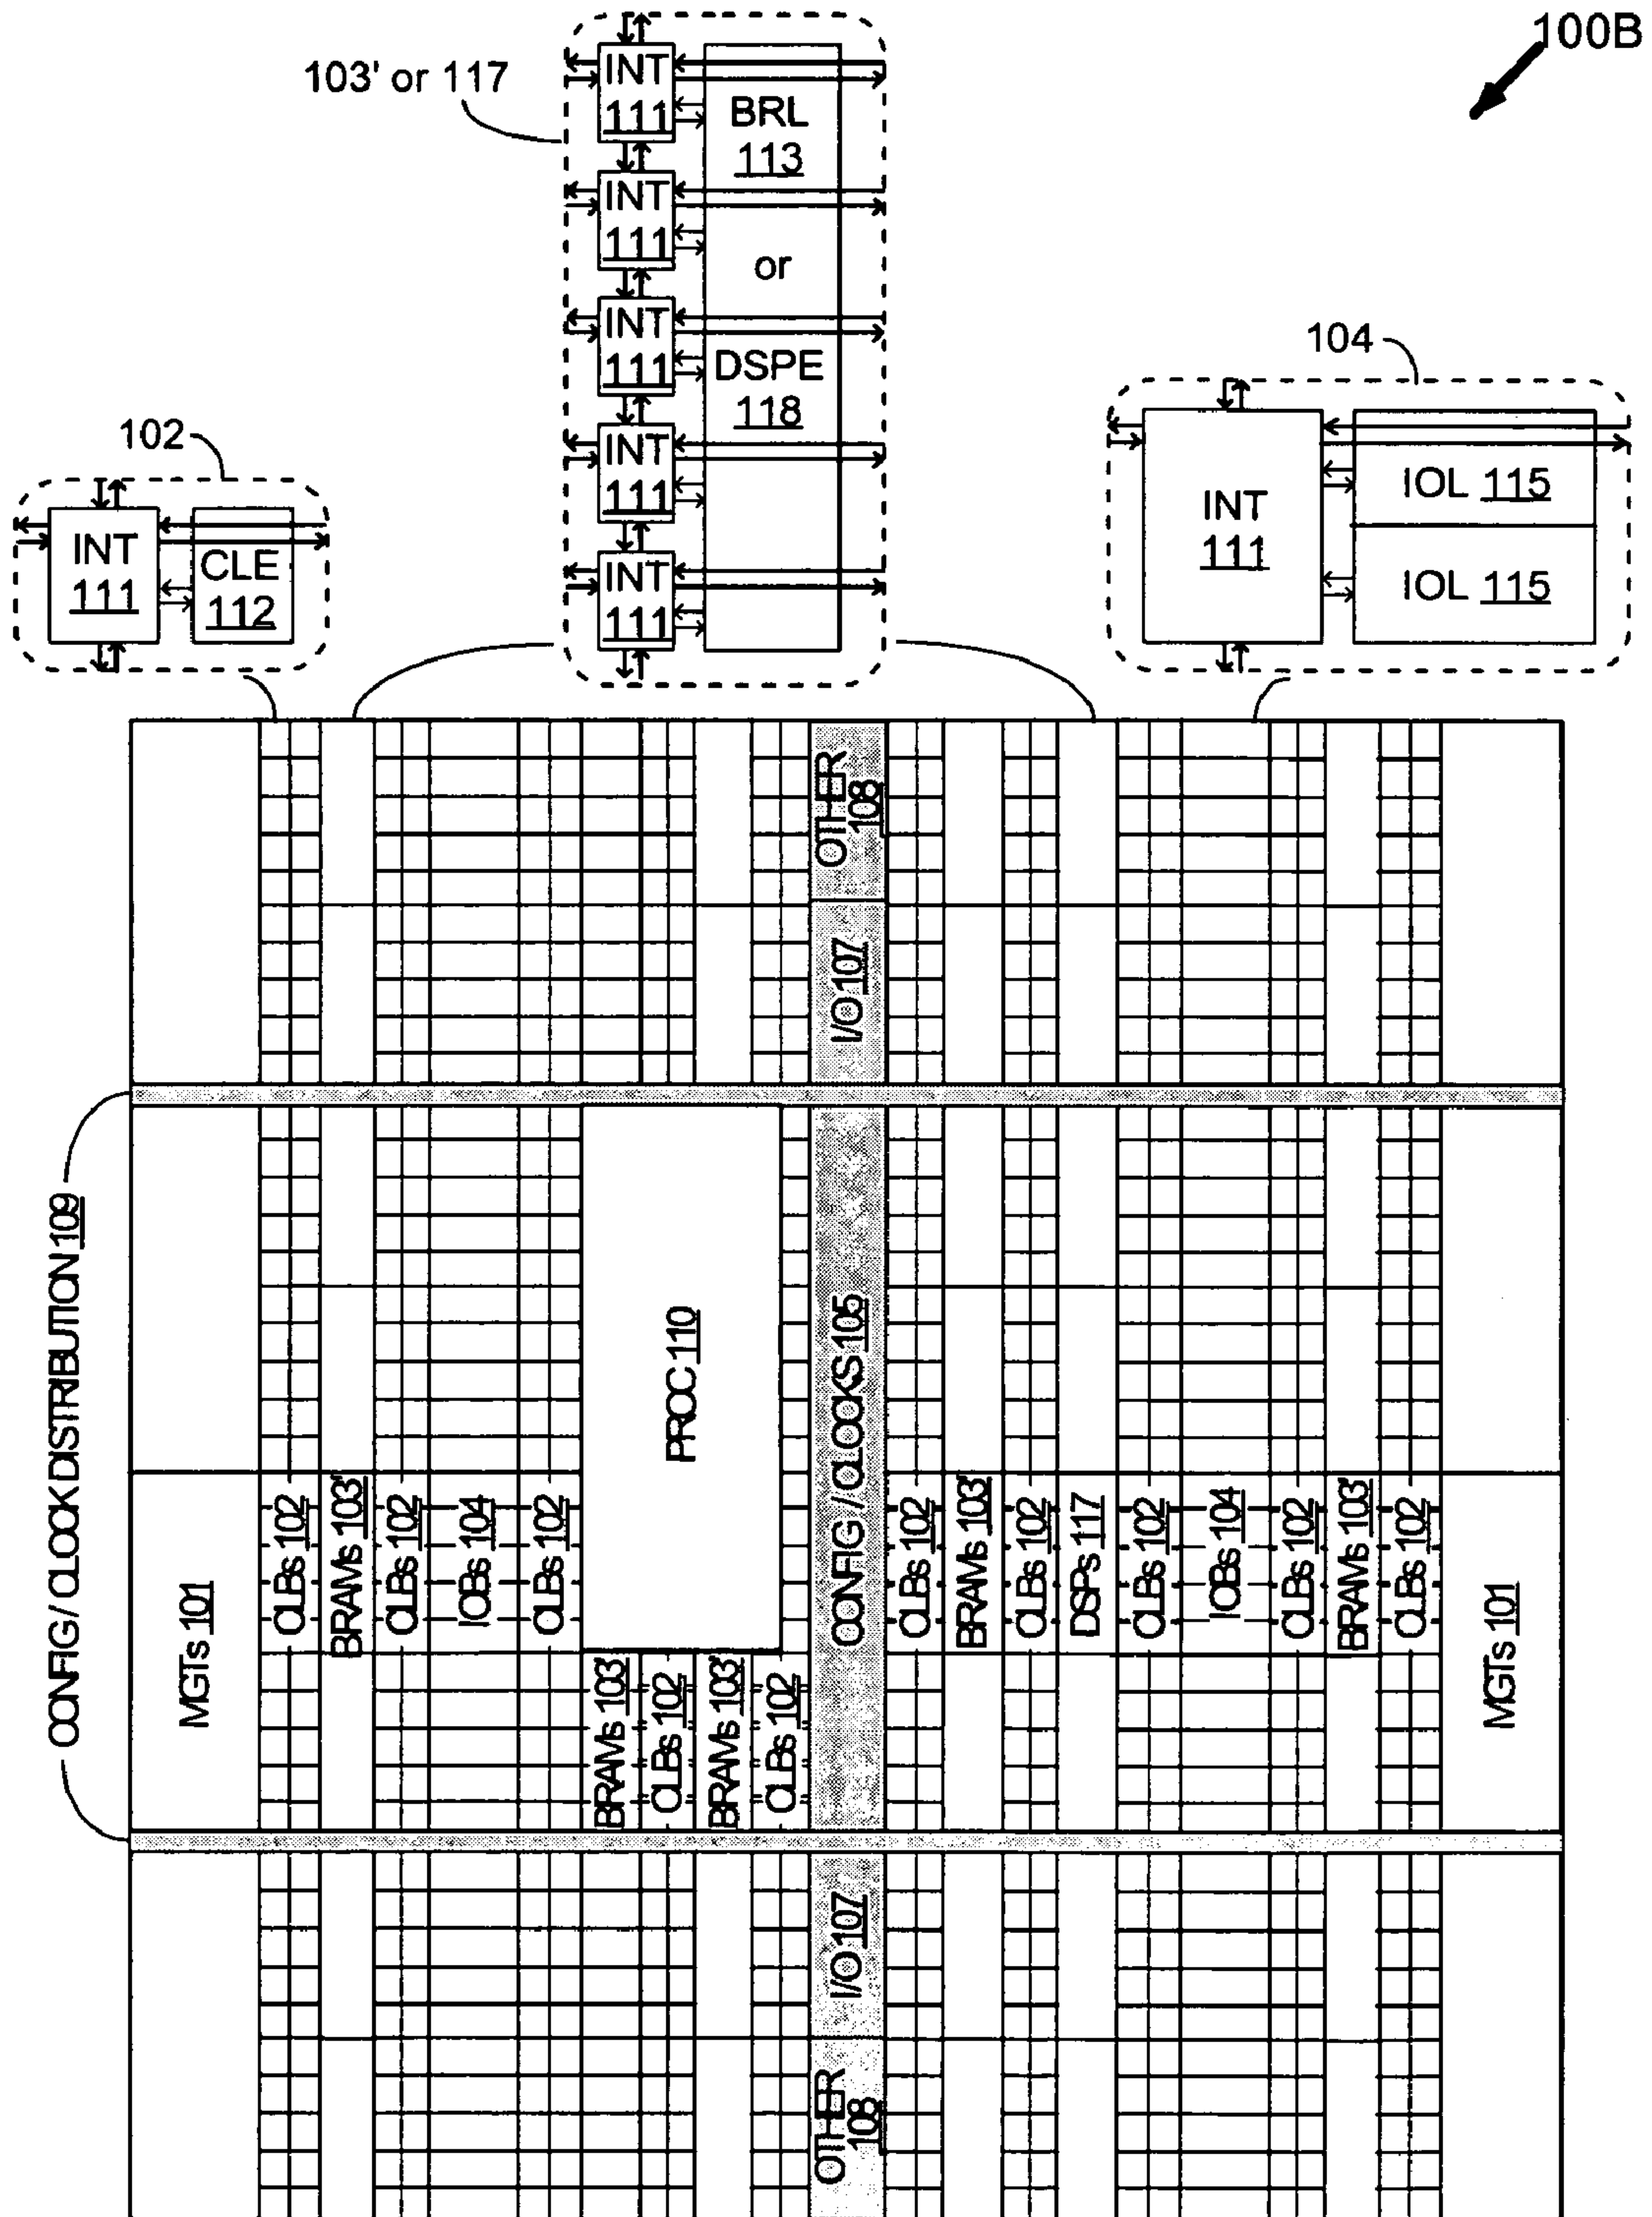 100B
103' or 117
INT
111
BRL
113
INT
111
or
INT
111
DSPE
118
INT
111
INT
111
104
INT
111
IOL 115
IOL 115
102
INT
111
CLE
112
OTHER
108
I/O 107
CONFIG / CLOCK DISTRIBUTION 109
PROC 110
CONFIG / CLOCKS 105
MGTs 101
CLBs 102
BRAMs 103'
CLBs 102
IOBs 104
CLBs 102
BRAMs 103'
CLBs 102
BRAMs 103'
CLBs 102
CLBs 102
BRAMs 103'
CLBs 102
DSPs 117
CLBs 102
IOBs 104
CLBs 102
BRAMs 103'
CLBs 102
MGTs 101
I/O 107
OTHER
108